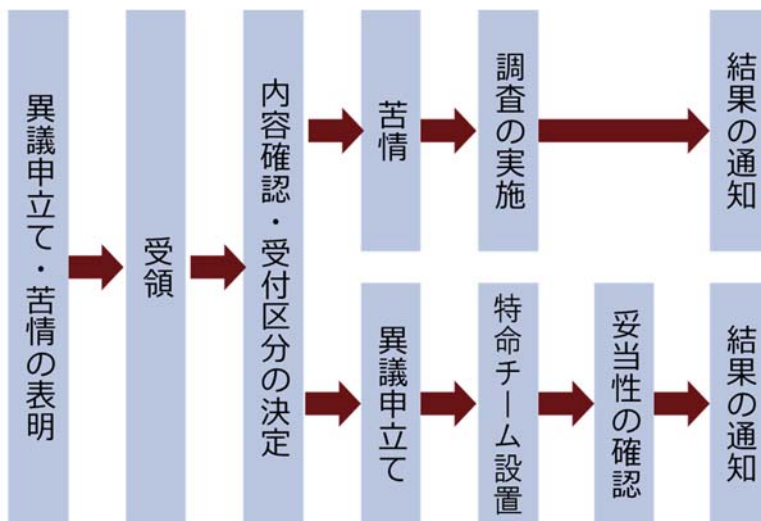 異議申立て・苦情の表明
受領
内容確認・受付区分の決定
苦情
調査の実施
結果の通知
異議申立て
特命チーム設置
妥当性の確認
結果の通知